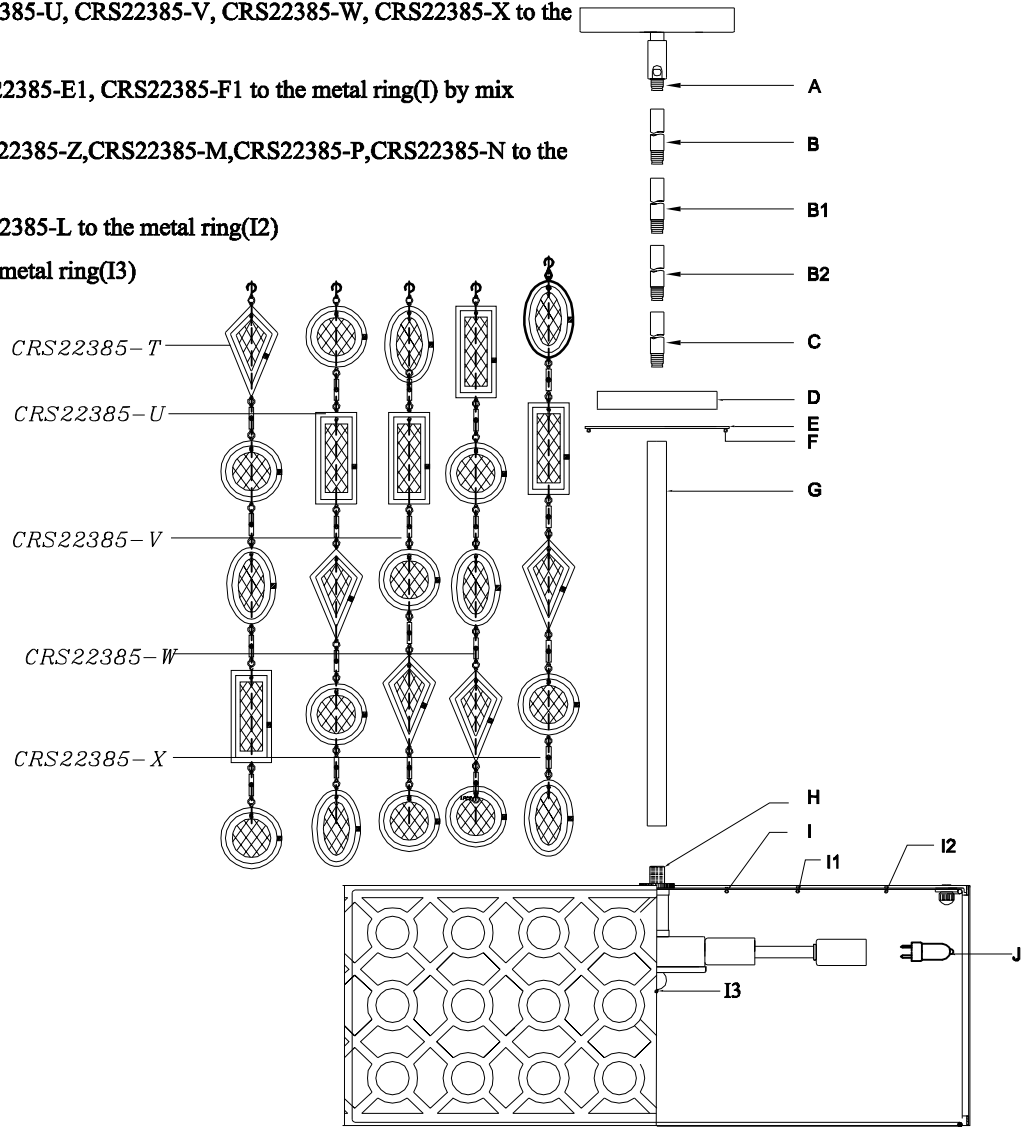 385-U, CRS22385-V, CRS22385-W, CRS22385-X to the
22385-E1, CRS22385-F1 to the metal ring(I) by mix
22385-Z,CRS22385-M,CRS22385-P,CRS22385-N to the
2385-L to the metal ring(I2)
metal ring(I3)
A
B
B1
B2
C
D
E
F
G
CRS22385-T
CRS22385-U
CRS22385-V
CRS22385-W
CRS22385-X
H
I
I1
I2
J
I3